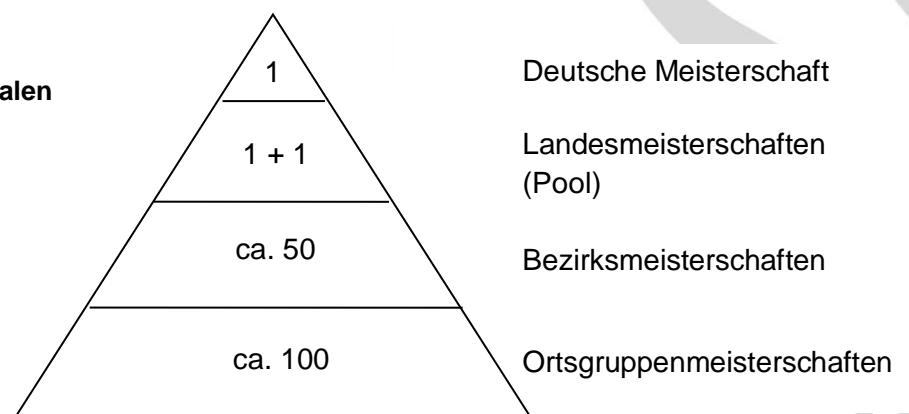 1
Deutsche Meisterschaft
alen
1 + 1
Landesmeisterschaften
(Pool)
ca. 50
Bezirksmeisterschaften
ca. 100
Ortsgruppenmeisterschaften